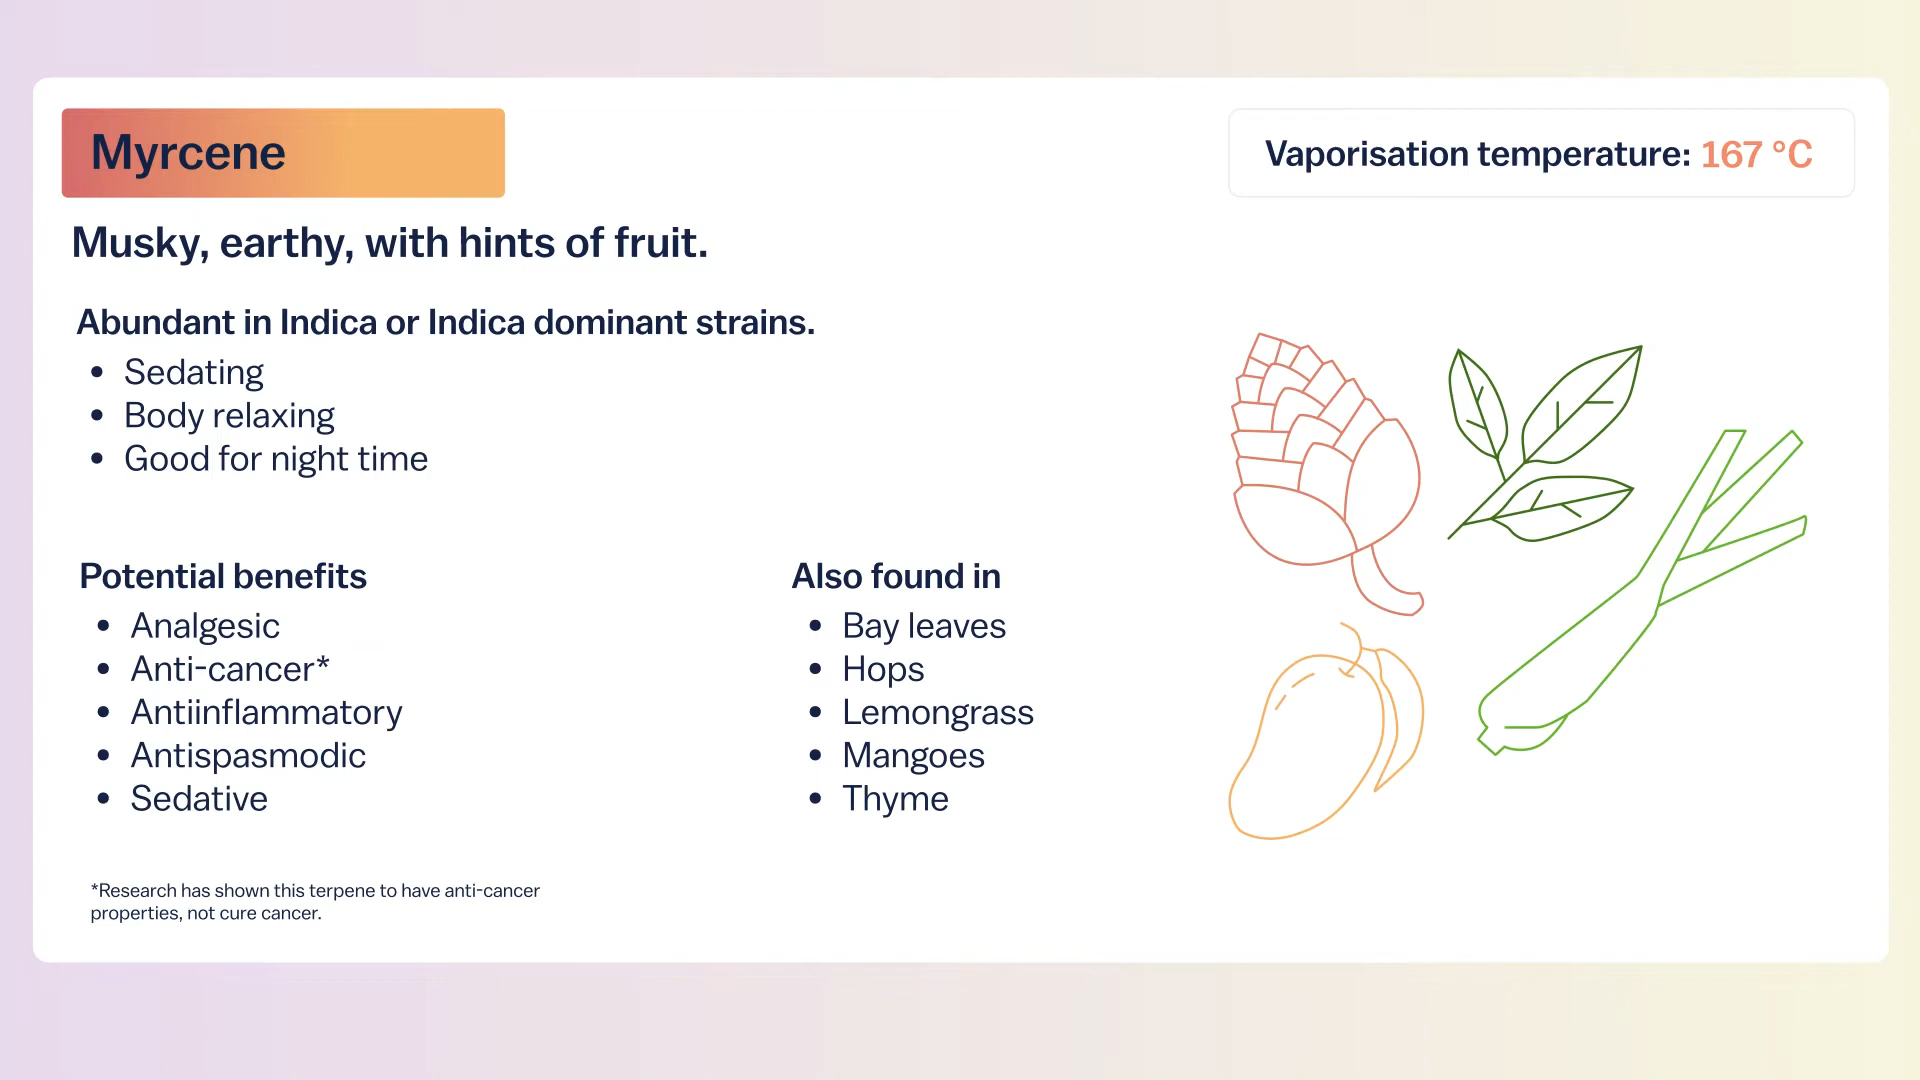 Myrcene
Vaporisation temperature: 167 °C
Musky, earthy, with hints of fruit.
Abundant in Indica or Indica dominant strains.
• Sedating
• Body relaxing
• Good for night time
Potential benefits
• Analgesic
• Anti-cancer*
• Antiinflammatory
• Antispasmodic
• Sedative
Also found in
• Bay leaves
• Hops
• Lemongrass
• Mangoes
• Thyme
*Research has shown this terpene to have anti-cancer
properties, not cure cancer.